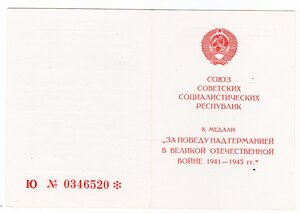 СОЮЗ
СОВЕТСКИХ
СОЦИАЛИСТИЧЕСКИХ
РЕСПУБЛИК
К МЕДАЛИ
„ЗА ПОБЕДУ НАД ГЕРМАНИЕЙ
В ВЕЛИКОЙ ОТЕЧЕСТВЕННОЙ
ВОЙНЕ 1941—1945 гг.“
Ю № 0346520 ✻